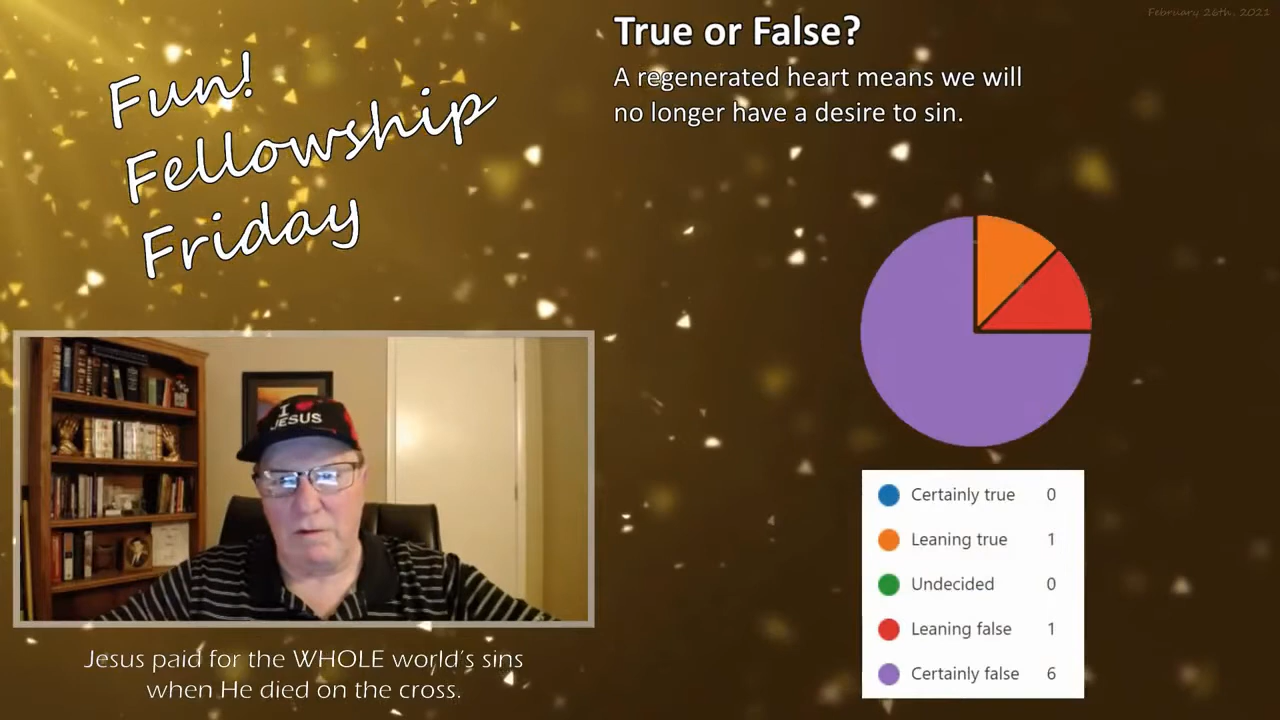 February 26th, 2021
Fun!
Fellowship
Friday
True or False?
A regenerated heart means we will
no longer have a desire to sin.
I
JESUS
Certainly true 0
Leaning true 1
Undecided 0
Leaning false 1
Certainly false 6
Jesus paid for the WHOLE world's sins
when He died on the cross.